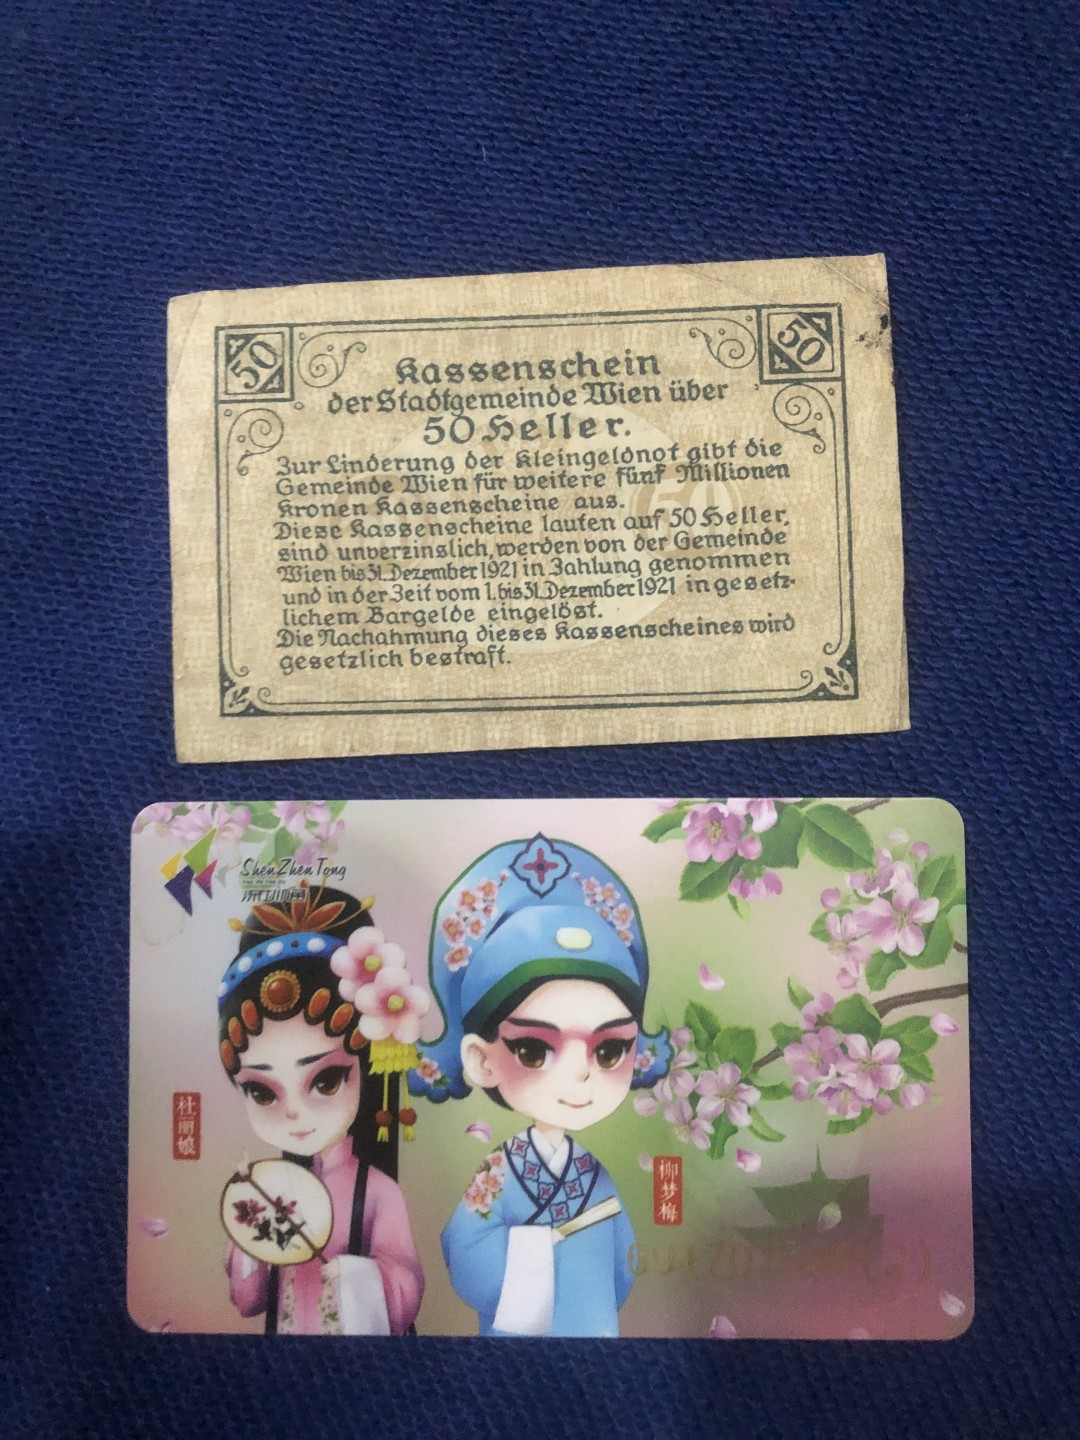 50
50
Kassenschein
der Stadtgemeinde Wien über
50 Heller.
Zur Linderung der Kleingeldnot gibt die
Gemeinde Wien für weitere fünf Millionen
Kronen Kassenscheine aus.
Diese Kassenscheine lauten auf 50 Heller,
sind unverzinslich, werden von der Gemeinde
Wien bis 31. Dezember 1921 in Zahlung genommen
und in der Zeit vom 1. bis 31. Dezember 1921 in gesetz-
lichem Bargelde eingelöst.
Die Nachahmung dieses Kassenscheines wird
gesetzlich bestraft.
ShenZhenTong
深圳通
杜丽娘
柳梦梅